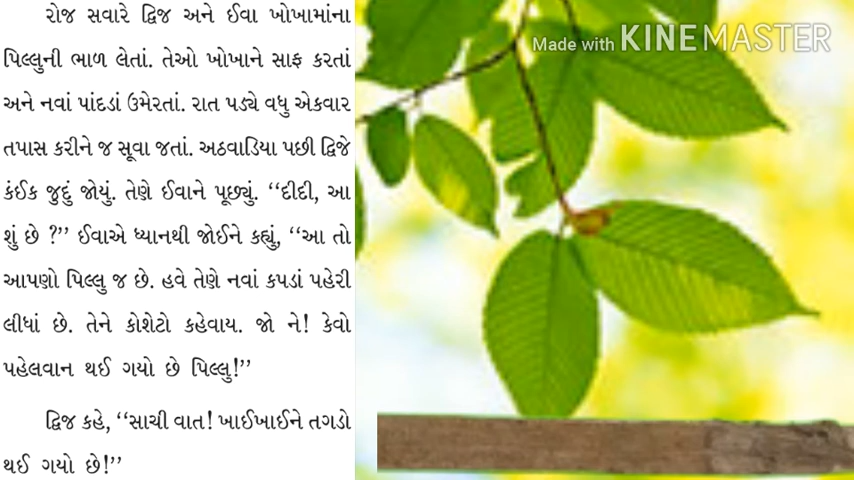 રોજ સવારે દ્વિજ અને ઈવા ખોખામાંના
પિલ્લુની ભાળ લેતાં. તેઓ ખોખાને સાફ કરતાં
અને નવાં પાંદડાં ઉમેરતાં. રાત પડ્યે વધુ એકવાર
તપાસ કરીને જ સૂવા જતાં. અઠવાડિયા પછી દ્વિજે
કંઈક જુદું જોયું. તેણે ઈવાને પૂછ્યું. ‘‘દીદી, આ
શું છે ?’’ ઈવાએ ધ્યાનથી જોઈને કહ્યું, ‘‘આ તો
આપણો પિલ્લુ જ છે. હવે તેણે નવાં કપડાં પહેરી
લીધાં છે. તેને કોશેટો કહેવાય. જો ને! કેવો
પહેલવાન થઈ ગયો છે પિલ્લુ!’’
દ્વિજ કહે, ‘‘સાચી વાત! ખાઈખાઈને તગડો
થઈ ગયો છે!’’
Made with KINEMASTER